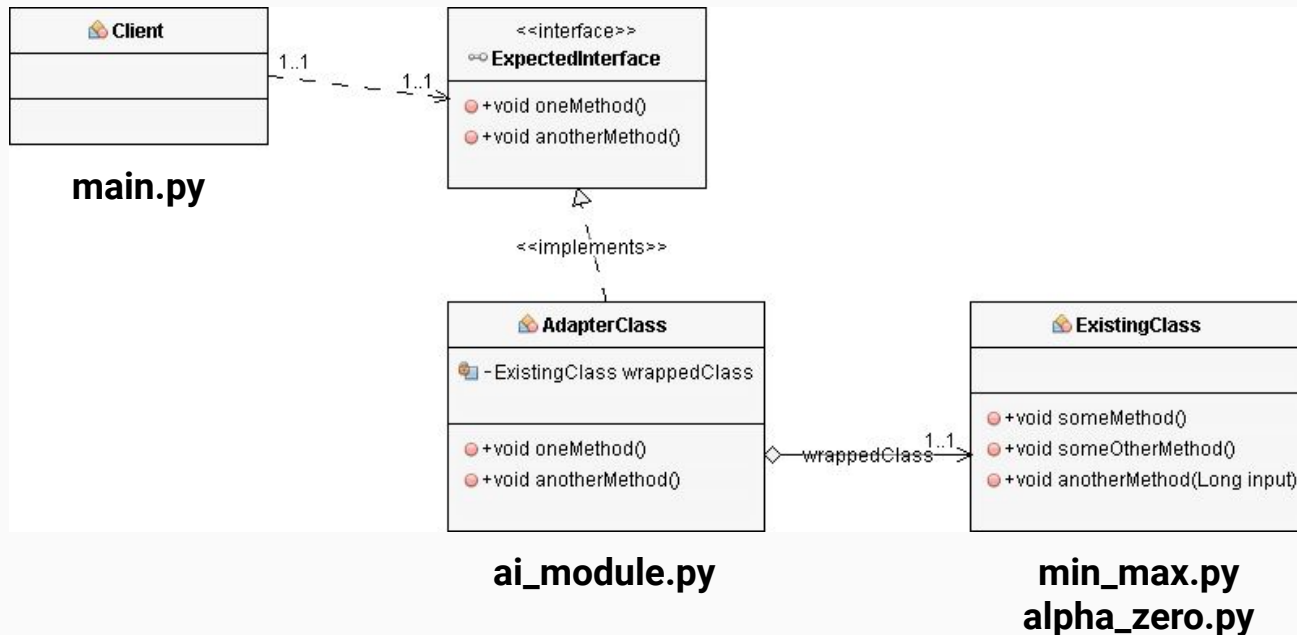 Client
1..1
1..1
main.py
<<interface>>
ExpectedInterface
+void oneMethod()
+void anotherMethod()
<<implements>>
AdapterClass
-ExistingClass wrappedClass
+void oneMethod()
+void anotherMethod()
ai_module.py
wrappedClass
1..1
ExistingClass
+void someMethod()
+void someOtherMethod()
+void anotherMethod(Long input)
min_max.py
alpha_zero.py